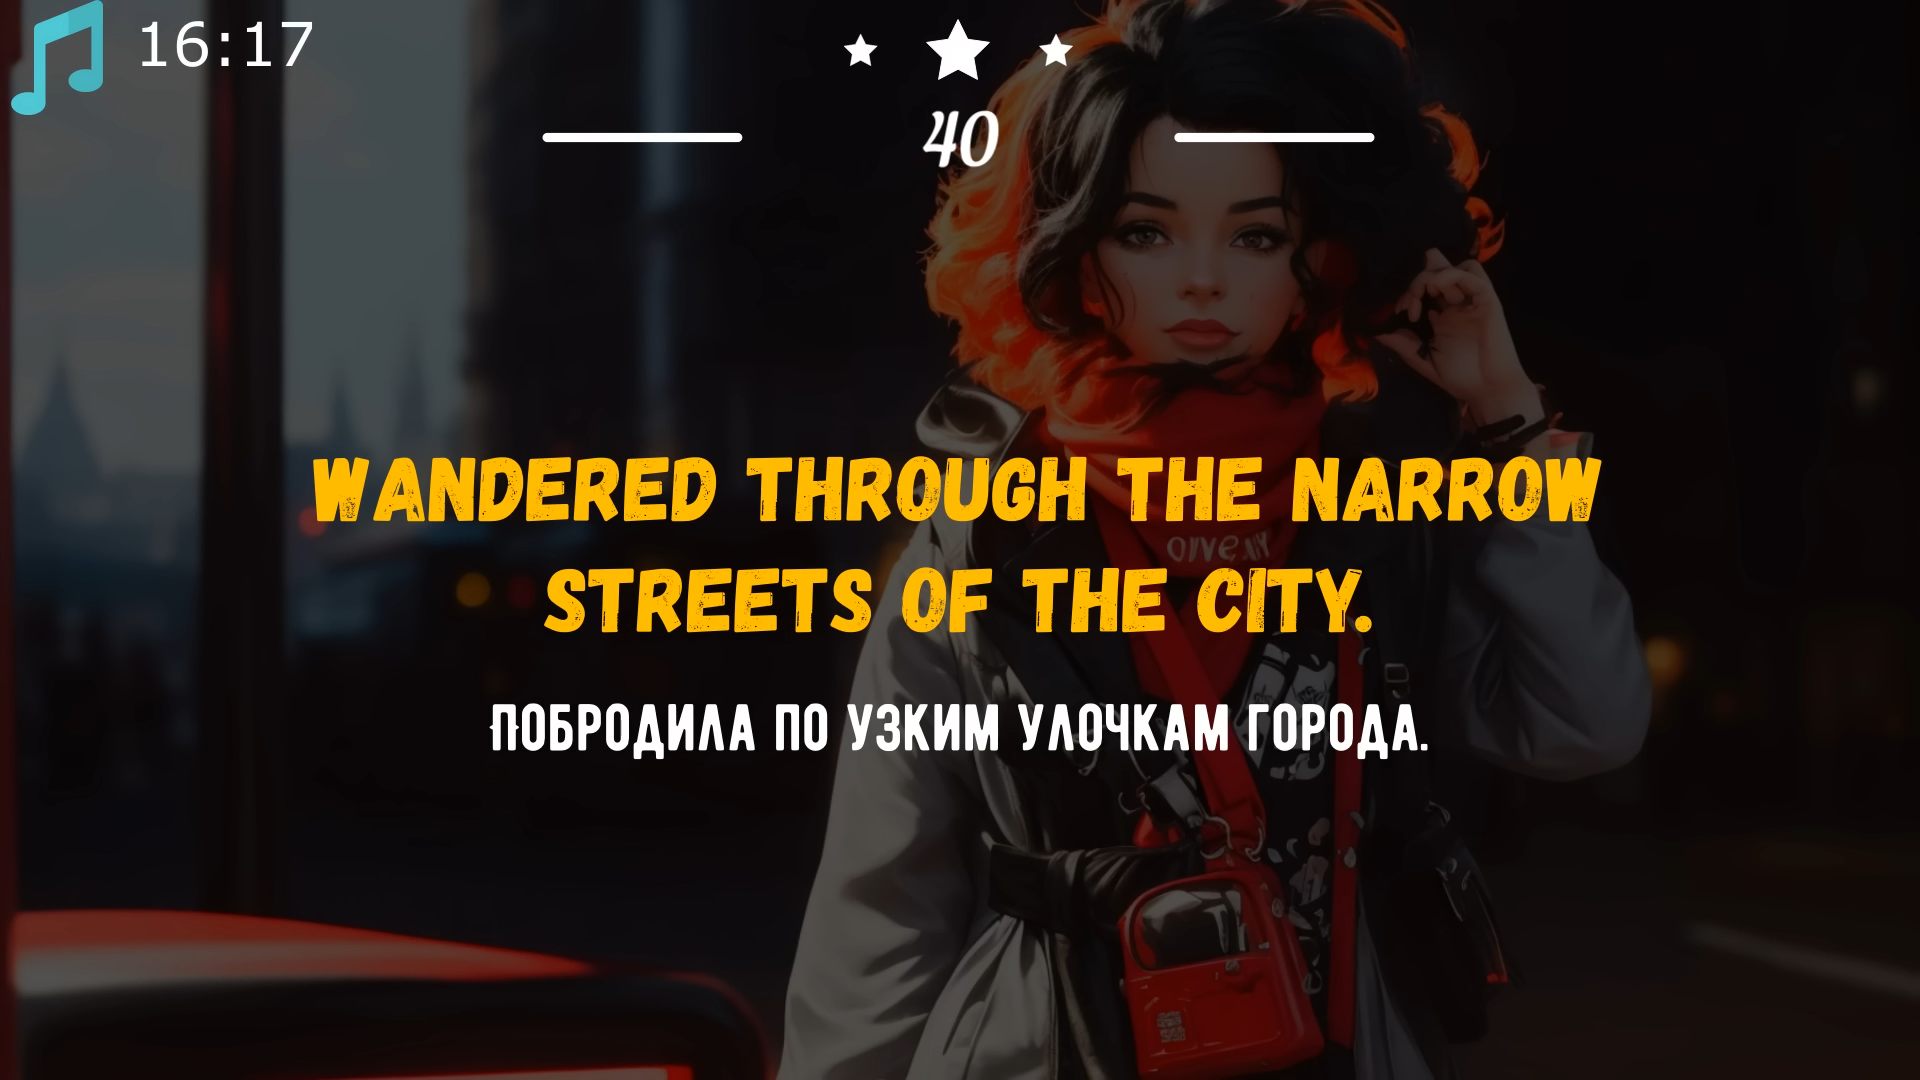 16:17
40
WANDERED THROUGH THE NARROW
STREETS OF THE CITY.
ПОБРОДИЛА ПО УЗКИМ УЛОЧКАМ ГОРОДА.